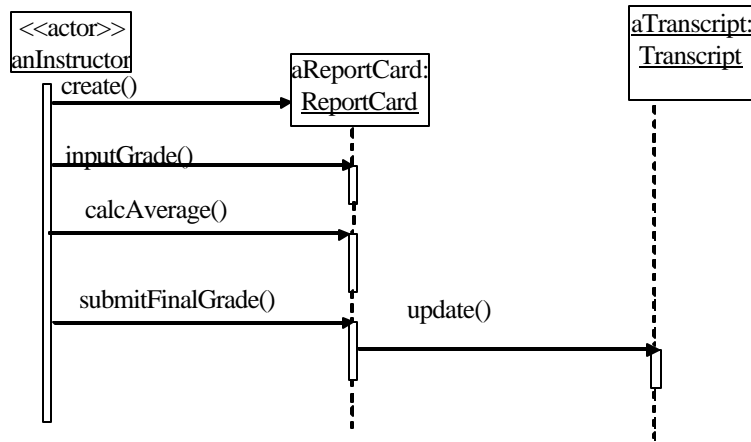 <<actor>>
anInstructor
aTranscript:
Transcript
aReportCard:
ReportCard
create()
inputGrade()
calcAverage()
submitFinalGrade()
update()